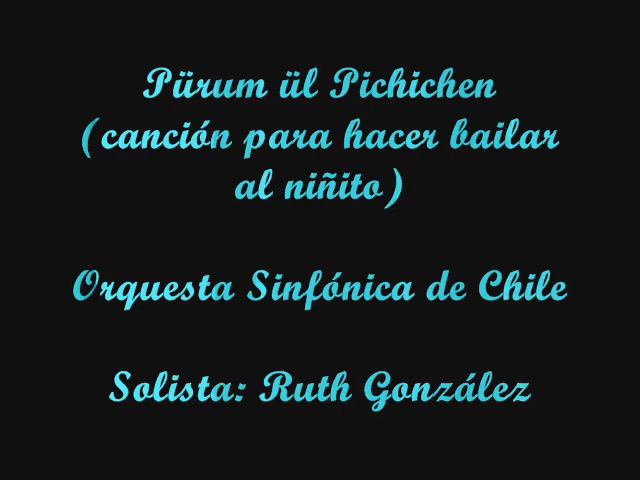 Pürum ül Pichichen
(canción para hacer bailar
al niñito)
Orquesta Sinfónica de Chile
Solista: Ruth González